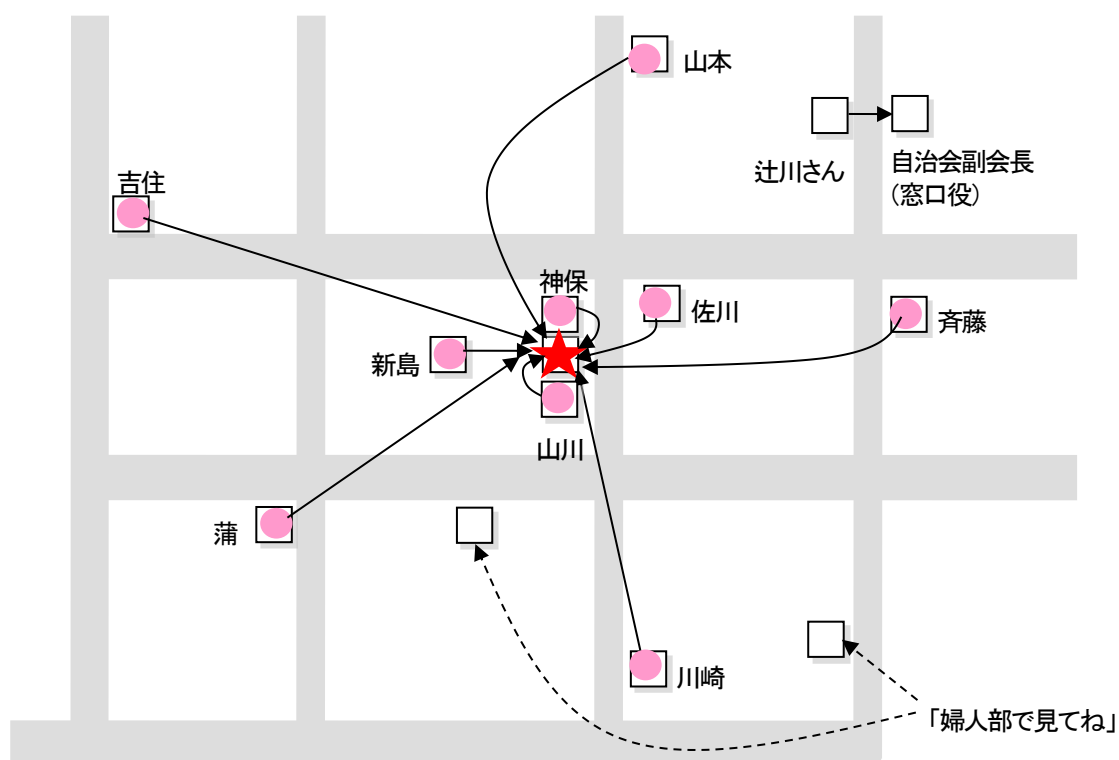 山本
辻川さん
自治会副会長
(窓口役)
吉住
神保
佐川
斉藤
新島
山川
蒲
川崎
「婦人部で見てね」